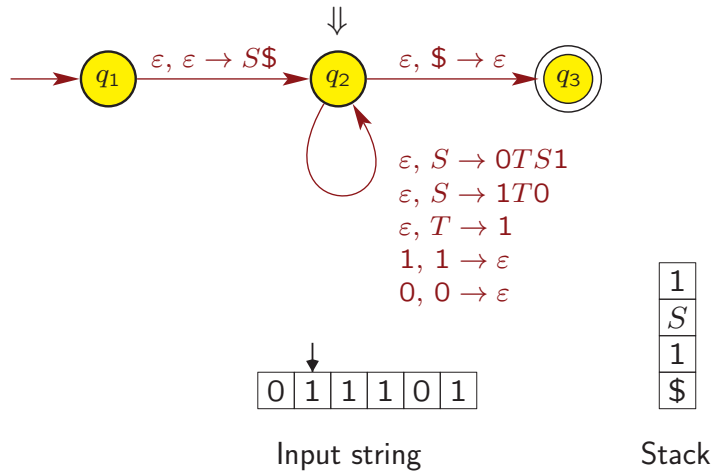 ⇓
q₁ ε, ε → S$ q₂ ε, $ → ε q₃
ε, S → 0TS1
ε, S → 1T0
ε, T → 1
1, 1 → ε
0, 0 → ε
1
S
1
$
0 1 1 1 0 1
Input string Stack